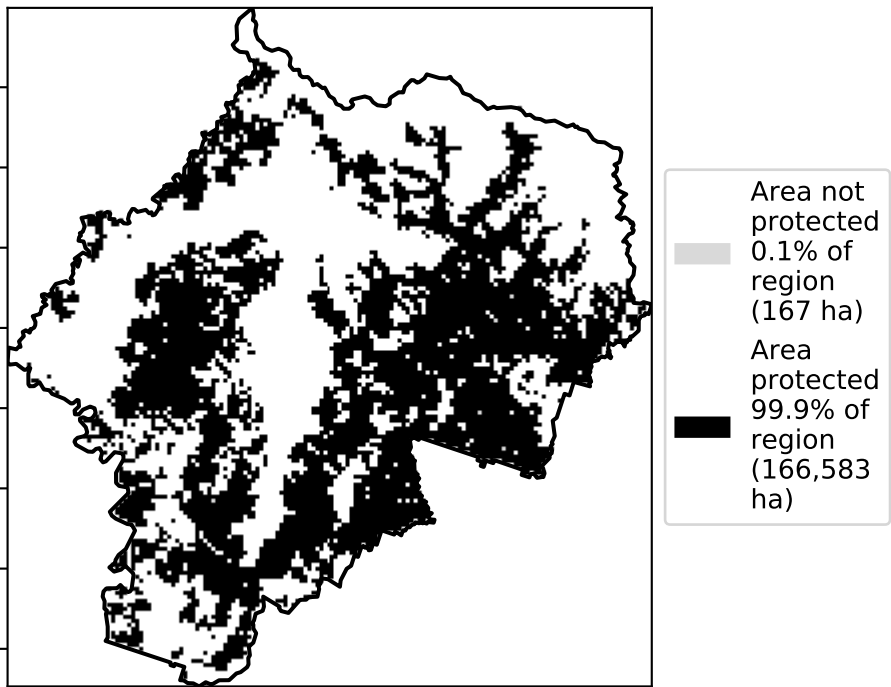 Area not
protected
0.1% of
region
(167 ha)
Area
protected
99.9% of
region
(166,583
ha)